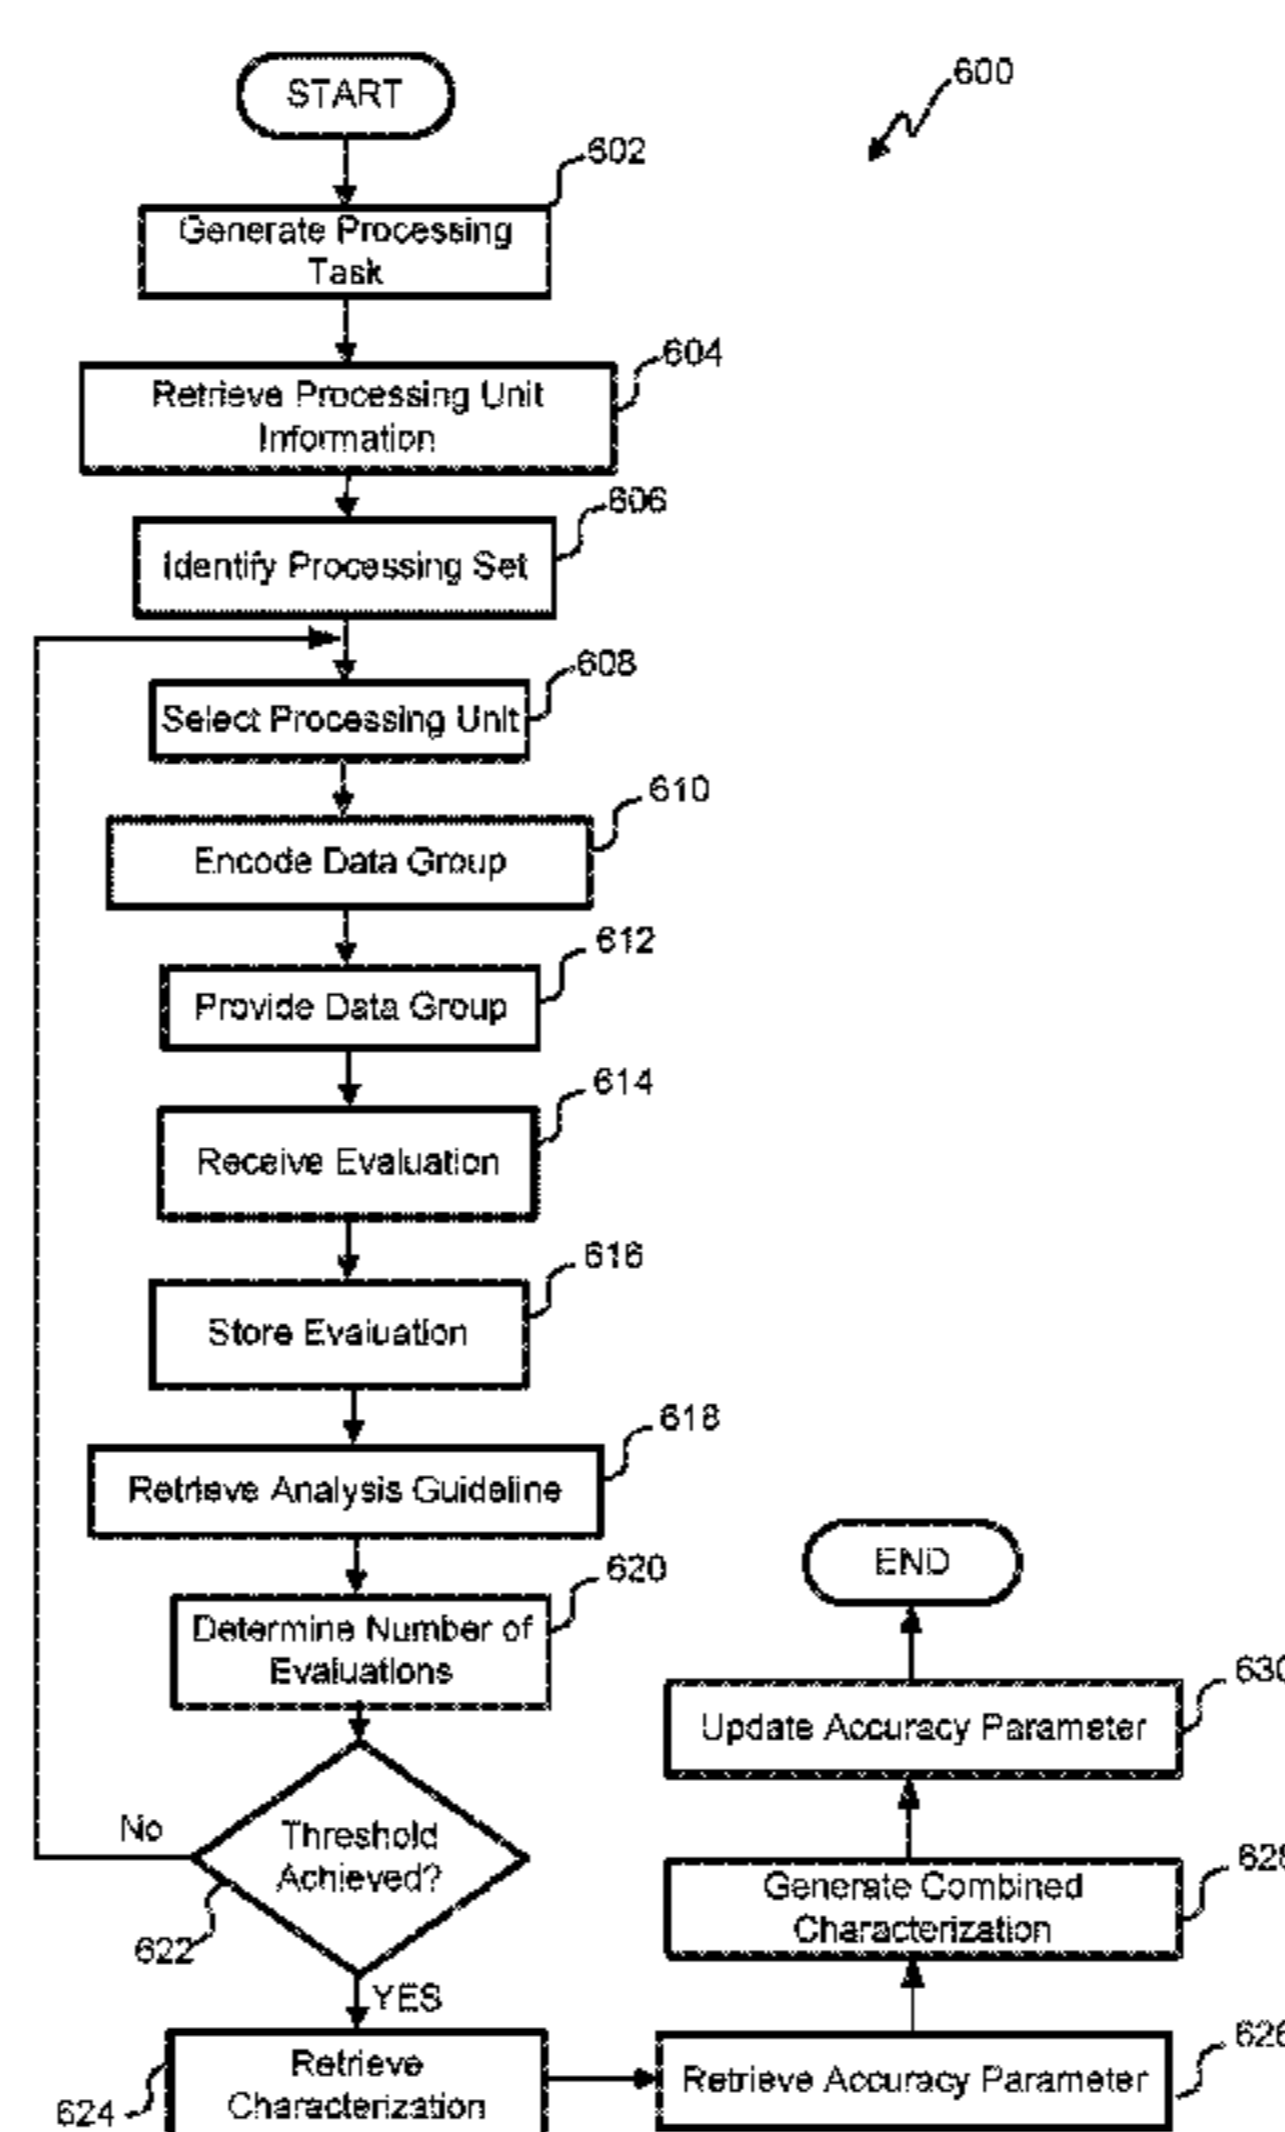 START
600
602
Generate Processing
Task
604
Retrieve Processing Unit
Information
606
Identify Processing Set
608
Select Processing Unit
610
Encode Data Group
612
Provide Data Group
614
Receive Evaluation
616
Store Evaluation
618
Retrieve Analysis Guideline
620
Determine Number of
Evaluations
Threshold
Achieved?
No
622
YES
624
Retrieve
Characterization
626
Retrieve Accuracy Parameter
628
Generate Combined
Characterization
630
Update Accuracy Parameter
END